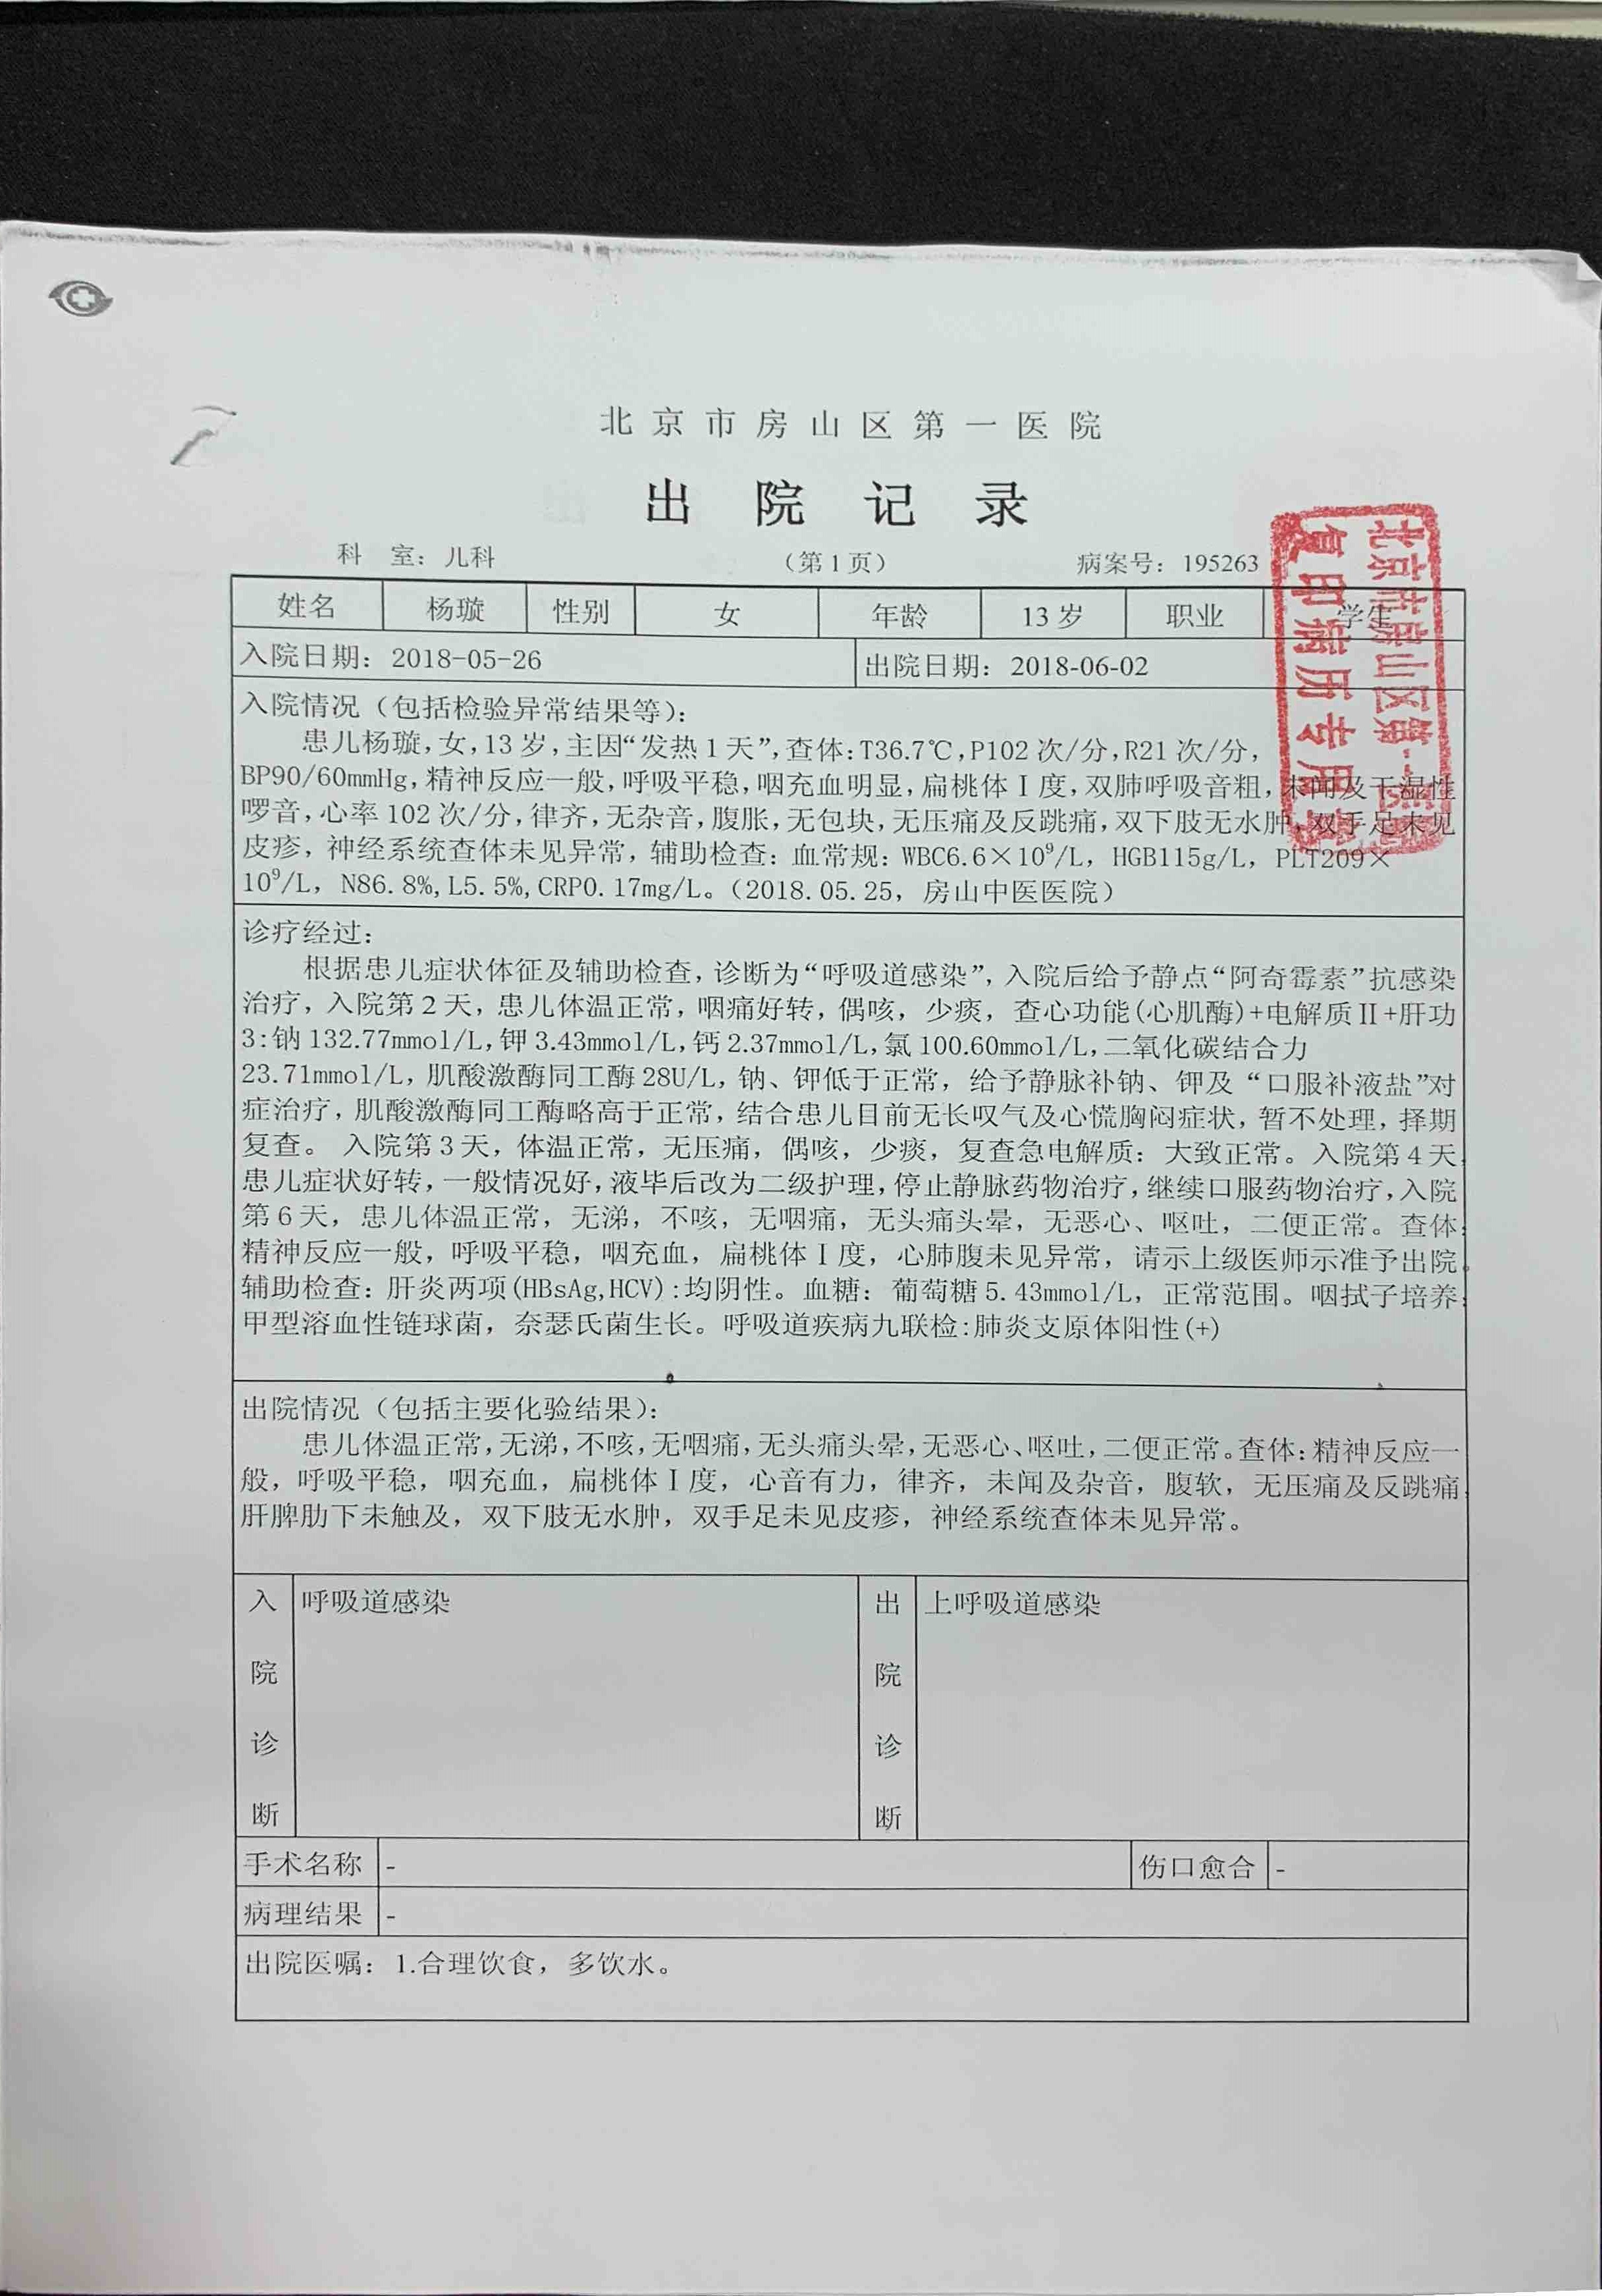 北京市房山区第一医院
出院记录
科 室：儿科 （第1页） 病案号：195263
姓名 杨璇 性别 女 年龄 13岁 职业 学生
入院日期：2018-05-26 出院日期：2018-06-02
入院情况（包括检验异常结果等）：
患儿杨璇，女，13岁，主因“发热1天”，查体：T36.7℃，P102次/分，R21次/分，
BP90/60mmHg，精神反应一般，呼吸平稳，咽充血明显，扁桃体Ⅰ度，双肺呼吸音粗，未闻及干湿性
啰音，心率102次/分，律齐，无杂音，腹胀，无包块，无压痛及反跳痛，双下肢无水肿，双手足未见
皮疹，神经系统查体未见异常，辅助检查：血常规：WBC6.6×10⁹/L，HGB115g/L，PLT209×
10⁹/L，N86.8%,L5.5%,CRP0.17mg/L。（2018.05.25，房山中医医院）
诊疗经过：
根据患儿症状体征及辅助检查，诊断为“呼吸道感染”，入院后给予静点“阿奇霉素”抗感染
治疗，入院第2天，患儿体温正常，咽痛好转，偶咳，少痰，查心功能(心肌酶)+电解质Ⅱ+肝功
3:钠132.77mmol/L,钾3.43mmol/L,钙2.37mmol/L,氯100.60mmol/L,二氧化碳结合力
23.71mmol/L，肌酸激酶同工酶28U/L，钠、钾低于正常，给予静脉补钠、钾及“口服补液盐”对
症治疗，肌酸激酶同工酶略高于正常，结合患儿目前无长叹气及心慌胸闷症状，暂不处理，择期
复查。 入院第3天，体温正常，无压痛，偶咳，少痰，复查急电解质：大致正常。入院第4天，
患儿症状好转，一般情况好，液毕后改为二级护理，停止静脉药物治疗，继续口服药物治疗，入院
第6天，患儿体温正常，无涕，不咳，无咽痛，无头痛头晕，无恶心、呕吐，二便正常。查体：
精神反应一般，呼吸平稳，咽充血，扁桃体Ⅰ度，心肺腹未见异常，请示上级医师示准予出院。
辅助检查：肝炎两项(HBsAg,HCV):均阴性。血糖：葡萄糖5.43mmol/L，正常范围。咽拭子培养：
甲型溶血性链球菌，奈瑟氏菌生长。呼吸道疾病九联检:肺炎支原体阳性(+)
出院情况（包括主要化验结果）：
患儿体温正常，无涕，不咳，无咽痛，无头痛头晕，无恶心、呕吐，二便正常。查体：精神反应一
般，呼吸平稳，咽充血，扁桃体Ⅰ度，心音有力，律齐，未闻及杂音，腹软，无压痛及反跳痛，
肝脾肋下未触及，双下肢无水肿，双手足未见皮疹，神经系统查体未见异常。
入院诊断 呼吸道感染 出院诊断 上呼吸道感染
手术名称 - 伤口愈合 -
病理结果 -
出院医嘱：1.合理饮食，多饮水。
北京市房山区第一医院
复印病历专用章